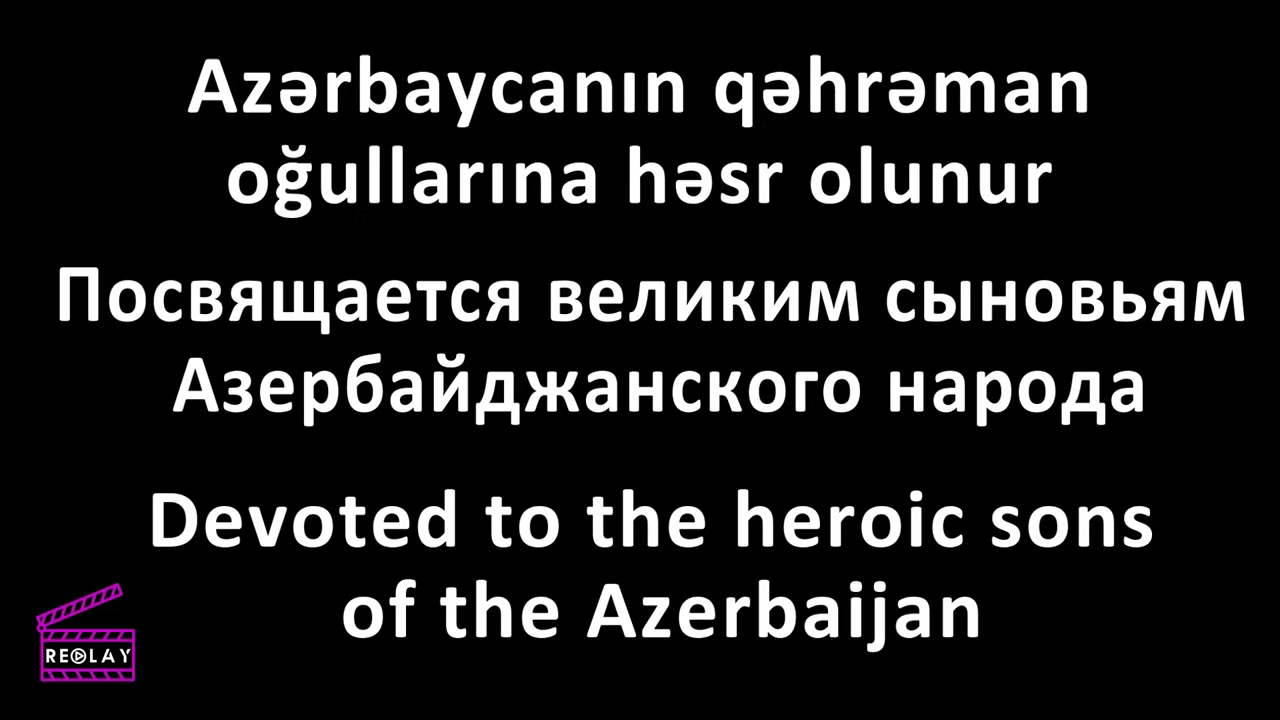 Azərbaycanın qəhrəman
oğullarına həsr olunur
Посвящается великим сыновьям
Азербайджанского народа
Devoted to the heroic sons
of the Azerbaijan
REPLAY